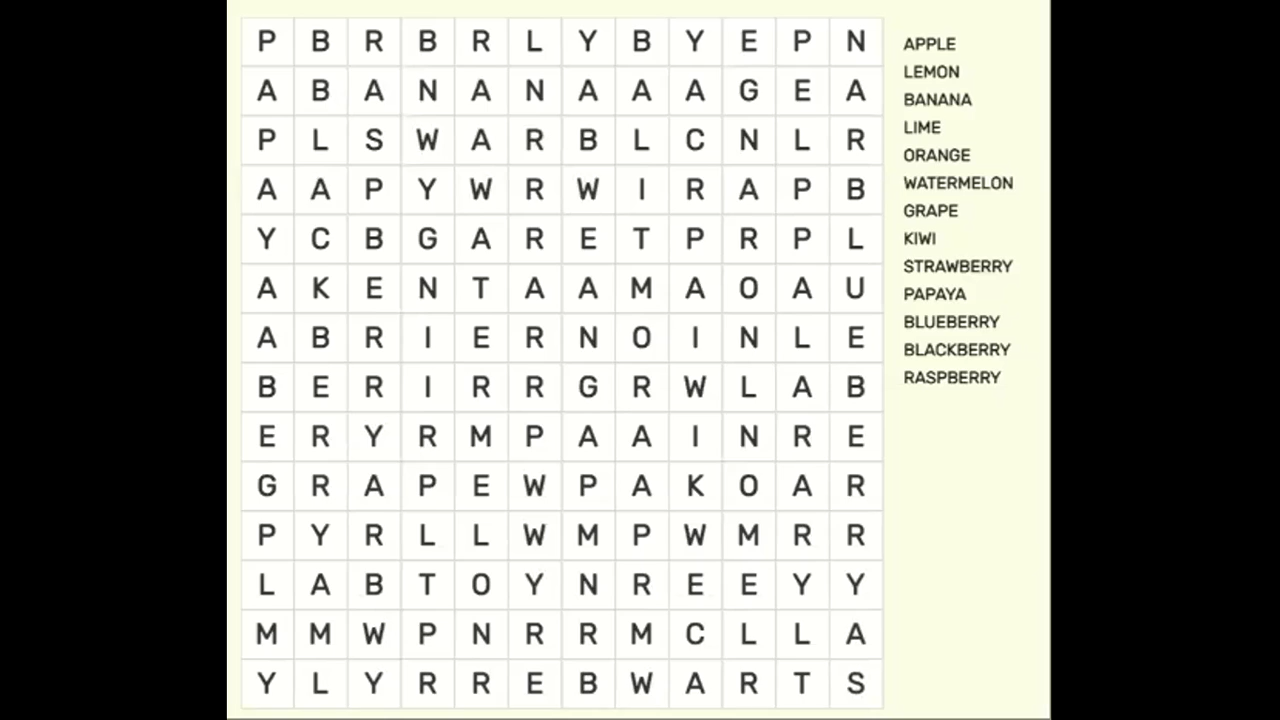 P B R B R L Y B Y E P N
A B A N A N A A A G E A
P L S W A R B L C N L R
A A P Y W R W I R A P B
Y C B G A R E T P R P L
A K E N T A A M A O A U
A B R I E R N O I N L E
B E R I R R G R W L A B
E R Y R M P A A I N R E
G R A P E W P A K O A R
P Y R L L W M P W M R R
L A B T O Y N R E E Y Y
M M W P N R R M C L L A
Y L Y R R E B W A R T S
APPLE
LEMON
BANANA
LIME
ORANGE
WATERMELON
GRAPE
KIWI
STRAWBERRY
PAPAYA
BLUEBERRY
BLACKBERRY
RASPBERRY